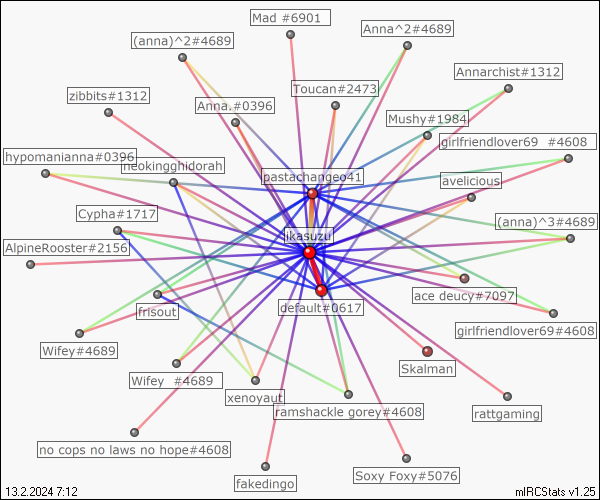 Mad #6901
(anna)^2#4689
Anna^2#4689
Annarchist#1312
Toucan#2473
zibbits#1312
Anna.#0396
Mushy#1984
girlfriendlover69 #4608
hypomanianna#0396
neokingghidorah
pastachangeo41
avelicious
Cypha#1717
(anna)^3#4689
ikasuzu
AlpineRooster#2156
ace deucy#7097
frisout
default#0617
girlfriendlover69#4608
Wifey#4689
Skalman
Wifey #4689
xenoyaut
ramshackle gorey#4608
rattgaming
no cops no laws no hope#4608
fakedingo
Soxy Foxy#5076
13.2.2024 7:12
mIRCStats v1.25